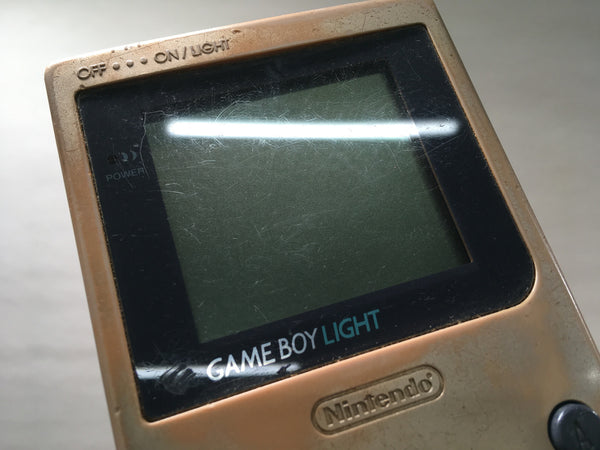 OFF • • • ON/LIGHT
POWER
GAME BOY LIGHT
Nintendo®
A